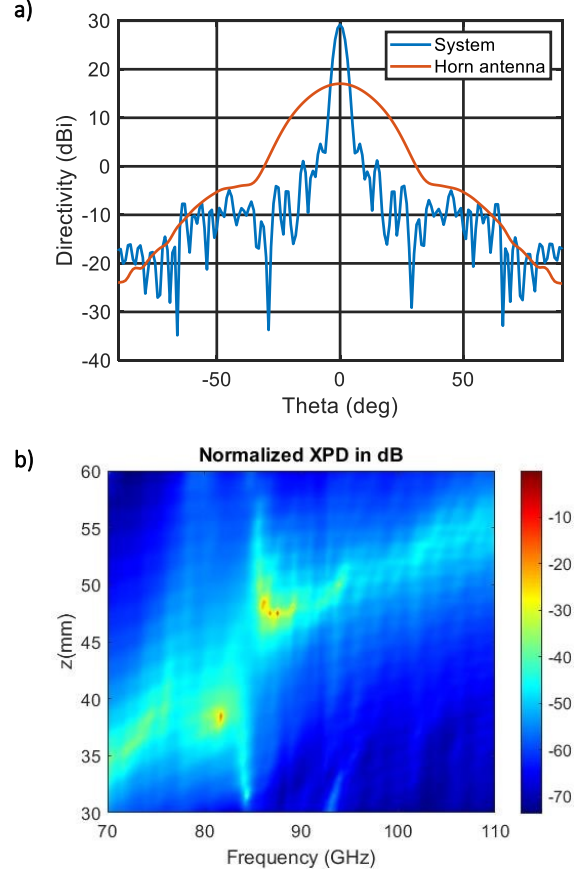 a)
30
20
10
0
-10
-20
-30
-40
Directivity (dBi)
System
Horn antenna
-50 0 50
Theta (deg)
b)
Normalized XPD in dB
60
55
50
45
40
35
30
z(mm)
70 80 90 100 110
Frequency (GHz)
-10
-20
-30
-40
-50
-60
-70